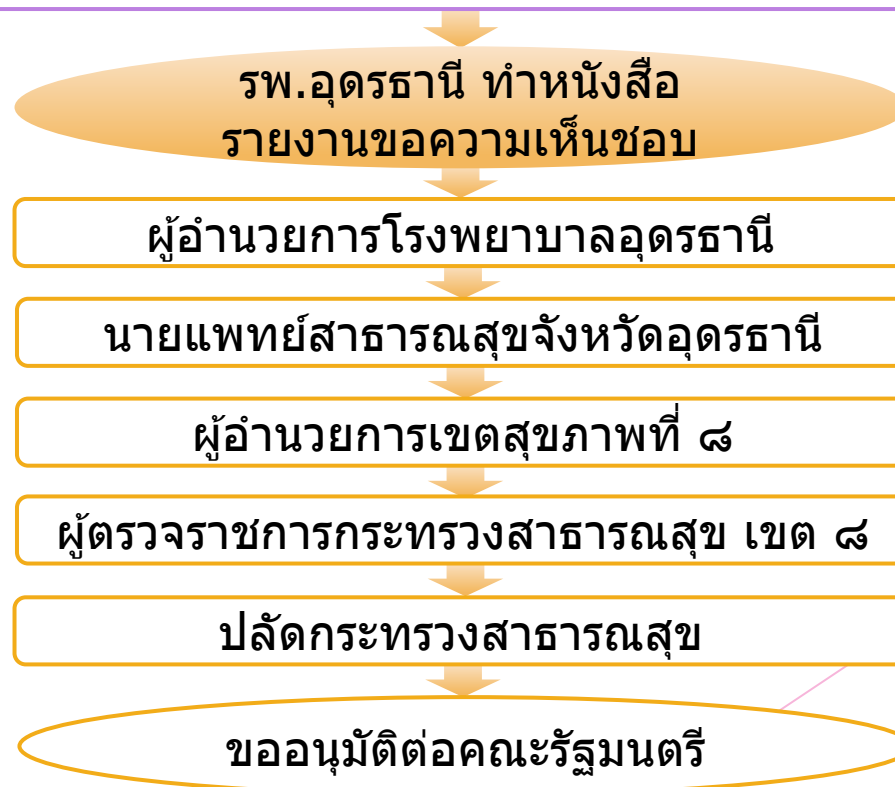 รพ.อุดรธานี ทำหนังสือ
รายงานขอความเห็นชอบ
ผู้อำนวยการโรงพยาบาลอุดรธานี
นายแพทย์สาธารณสุขจังหวัดอุดรธานี
ผู้อำนวยการเขตสุขภาพที่ ๘
ผู้ตรวจราชการกระทรวงสาธารณสุข เขต ๘
ปลัดกระทรวงสาธารณสุข
ขออนุมัติต่อคณะรัฐมนตรี